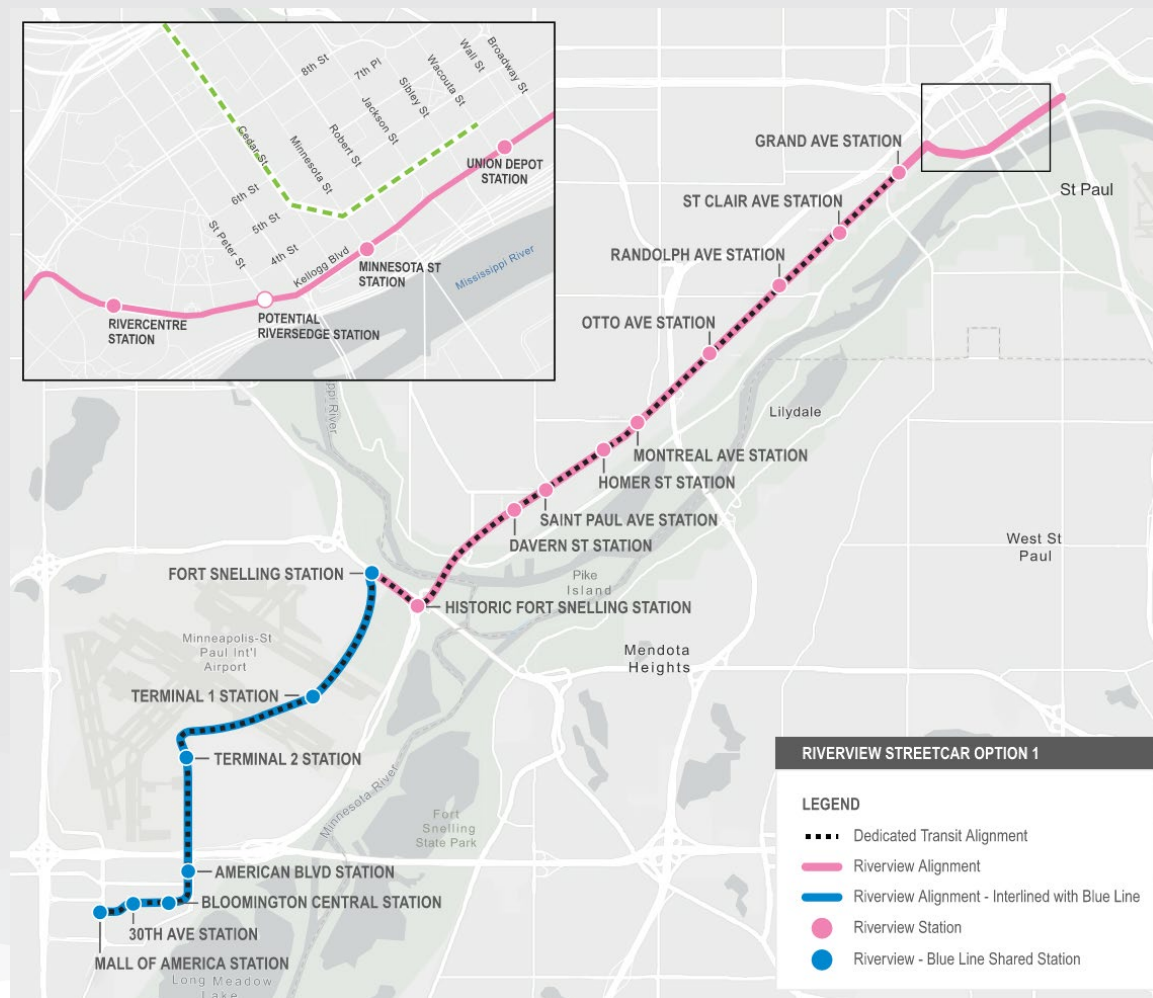 8th St
7th Pl
Wall St
Broadway St
Wacouta St
Sibley St
Jackson St
Robert St
Minnesota St
Cedar St
6th St
5th St
St Peter St
4th St
Kellogg Blvd
UNION DEPOT
STATION
MINNESOTA ST
STATION
Mississippi River
RIVERCENTRE
STATION
POTENTIAL
RIVERSEDGE STATION
GRAND AVE STATION
St Paul
ST CLAIR AVE STATION
RANDOLPH AVE STATION
OTTO AVE STATION
ppi River
Lilydale
MONTREAL AVE STATION
HOMER ST STATION
SAINT PAUL AVE STATION
DAVERN ST STATION
West St
Paul
FORT SNELLING STATION
Pike
Island
HISTORIC FORT SNELLING STATION
Minneapolis-St
Paul Int'l
Airport
Mendota
Heights
TERMINAL 1 STATION
TERMINAL 2 STATION
Minnesota River
Fort
Snelling
State Park
AMERICAN BLVD STATION
BLOOMINGTON CENTRAL STATION
30TH AVE STATION
MALL OF AMERICA STATION
Long Meadow
Lake
RIVERVIEW STREETCAR OPTION 1
LEGEND
Dedicated Transit Alignment
Riverview Alignment
Riverview Alignment - Interlined with Blue Line
Riverview Station
Riverview - Blue Line Shared Station